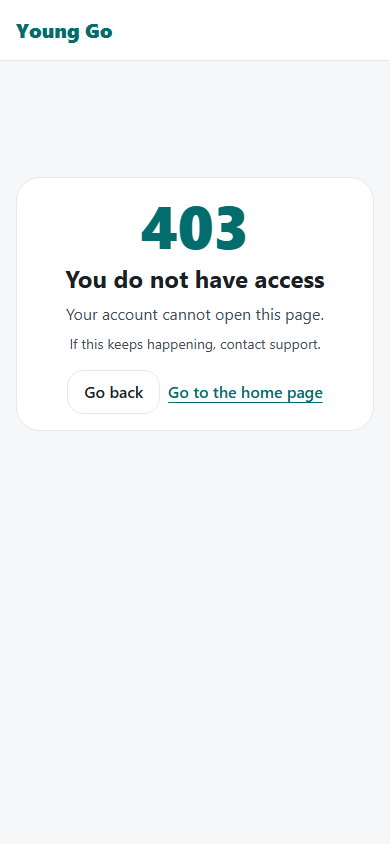 Young Go
403
You do not have access
Your account cannot open this page.
If this keeps happening, contact support.
Go back
Go to the home page